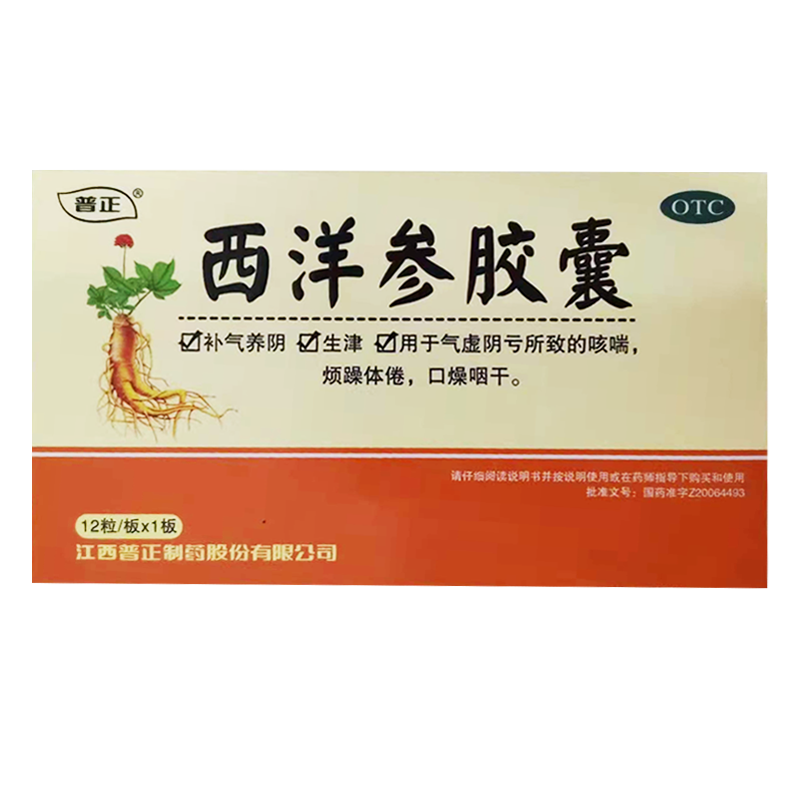 普正®
OTC
西洋参胶囊
☑补气养阴 ☑生津 ☑用于气虚阴亏所致的咳喘，
烦躁体倦，口燥咽干。
请仔细阅读说明书并按说明使用或在药师指导下购买和使用
批准文号：国药准字Z20064493
12粒/板x1板
江西普正制药股份有限公司